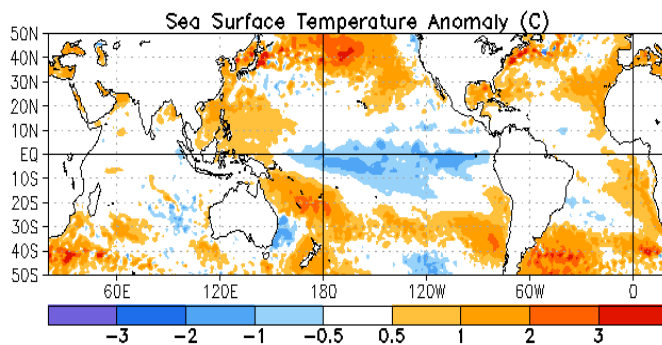 Sea Surface Temperature Anomaly (C)
50N
40N
30N
20N
10N
EQ
10S
20S
30S
40S
50S
60E 120E 180 120W 60W 0
-3 -2 -1 -0.5 0.5 1 2 3